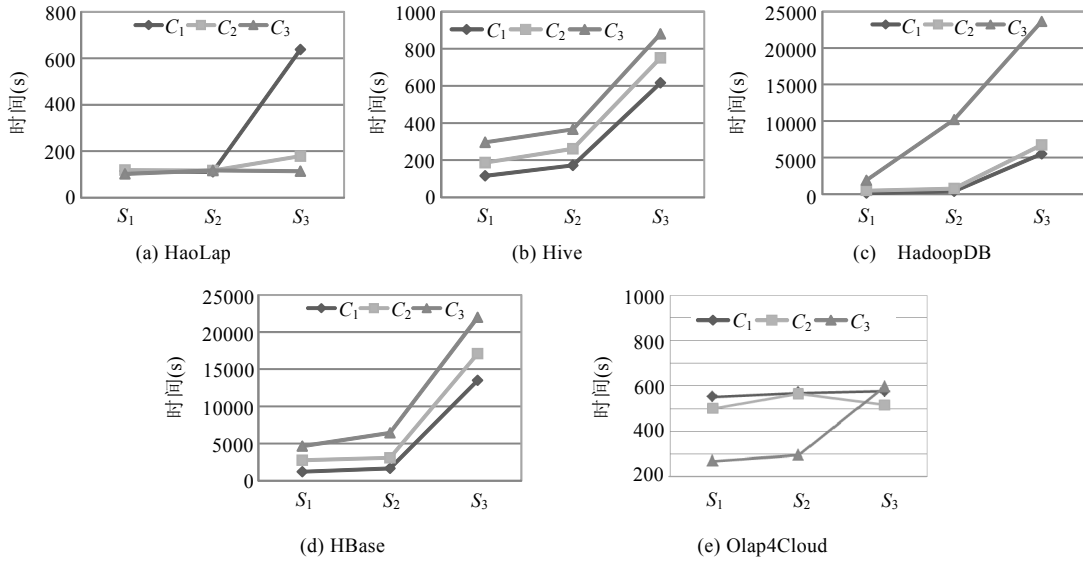 800
600
400
200
0
时间(s)
C1 C2 C3
S1 S2 S3
(a) HaoLap
1000
800
600
400
200
0
时间(s)
C1 C2 C3
S1 S2 S3
(b) Hive
25000
20000
15000
10000
5000
0
时间(s)
C1 C2 C3
S1 S2 S3
(c) HadoopDB
25000
20000
15000
10000
5000
0
时间(s)
C1 C2 C3
S1 S2 S3
(d) HBase
1000
800
600
400
200
时间(s)
C1 C2 C3
S1 S2 S3
(e) Olap4Cloud